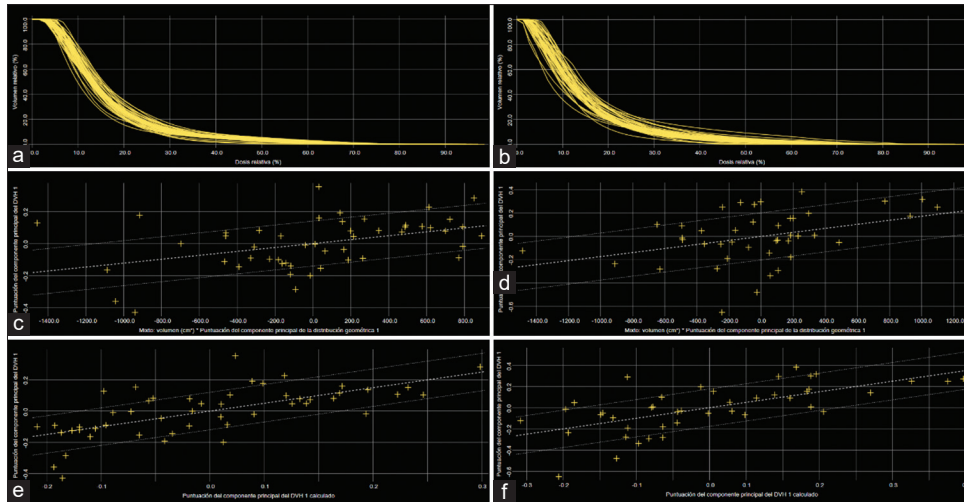 100.0
80.0
60.0
40.0
20.0
0.0
Volumen relativo (%)
0.0 10.0 20.0 30.0 40.0 50.0 60.0 70.0 80.0 90.0
Dosis relativa (%)
a
100.0
80.0
60.0
40.0
20.0
0.0
Volumen relativo (%)
0.0 10.0 20.0 30.0 40.0 50.0 60.0 70.0 80.0 90.0
Dosis relativa (%)
b
Puntuación del componente principal del DVH 1
0.2
0.0
-0.2
-0.4
-1400.0 -1200.0 -1000.0 -800.0 -600.0 -400.0 -200.0 0.0 200.0 400.0 600.0 800.0
Mixto: volumen (cm³) * Puntuación del componente principal de la distribución geométrica 1
c
Puntuación del componente principal del DVH 1
0.4
0.2
0.0
-0.2
-0.6
-1400.0 -1200.0 -1000.0 -800.0 -600.0 -400.0 -200.0 0.0 200.0 400.0 600.0 800.0 1000.0 1200.0
Mixto: volumen (cm³) * Puntuación del componente principal de la distribución geométrica 1
d
Puntuación del componente principal del DVH 1
0.2
0.0
-0.2
-0.4
0.0 0.1 0.2 0.3
Puntuación del componente principal del DVH 1 calculado
e
Puntuación del componente principal del DVH 1
0.4
0.2
0.0
-0.2
-0.4
-0.6
Puntuación del componente principal del DVH 1 calculado
f